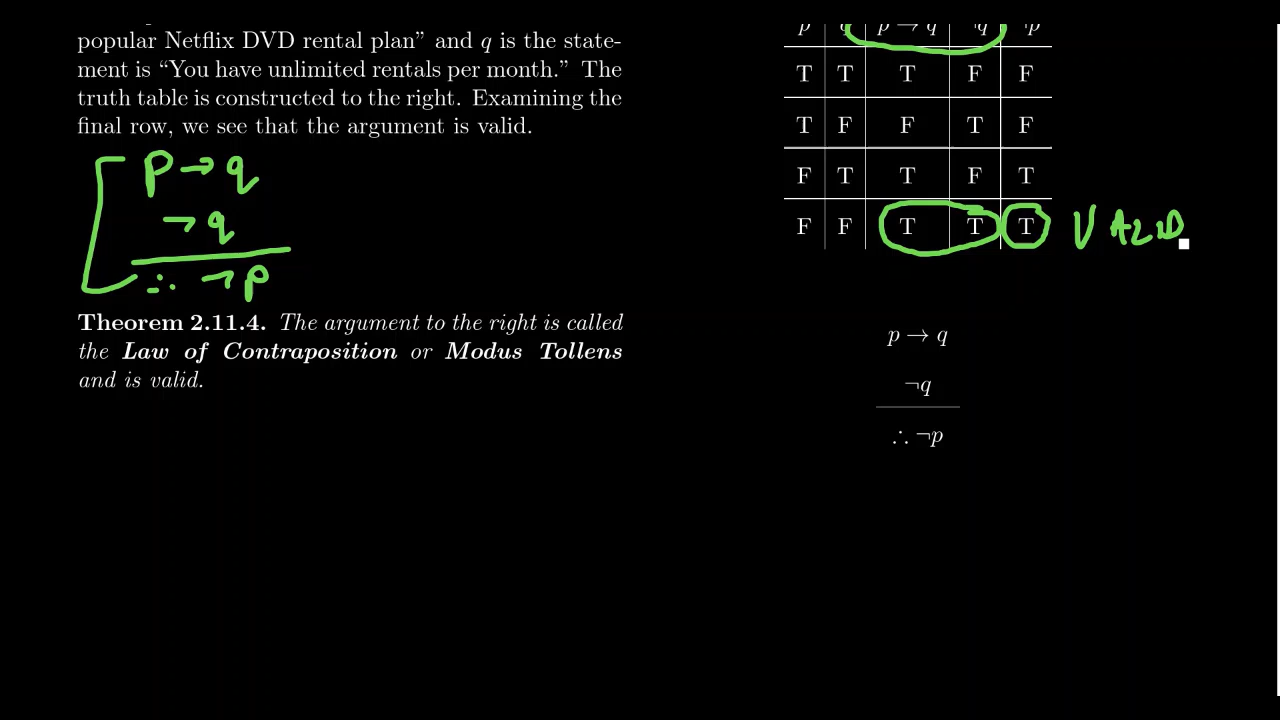 popular Netflix DVD rental plan” and q is the state-
ment is “You have unlimited rentals per month.” The
truth table is constructed to the right. Examining the
final row, we see that the argument is valid.
p → q
¬q
∴ ¬p
p q p → q ¬q ¬p
T T T F F
T F F T F
F T T F T
F F T T T VALID
Theorem 2.11.4. The argument to the right is called
the Law of Contraposition or Modus Tollens
and is valid.
p → q
¬q
∴ ¬p